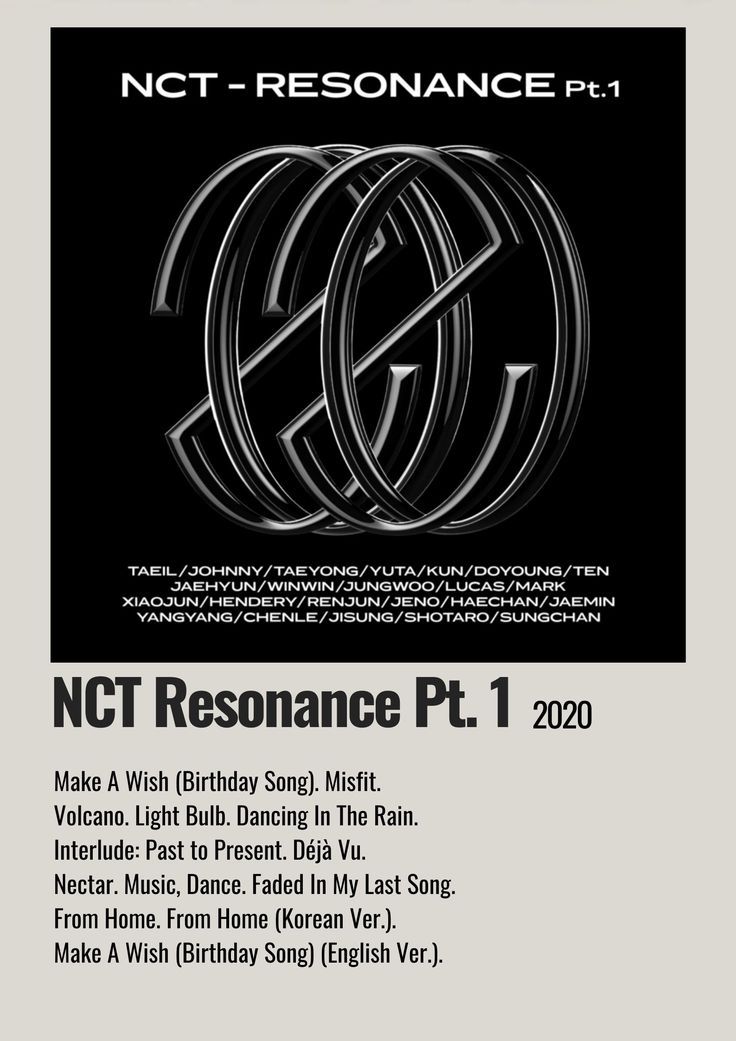 NCT - RESONANCE Pt.1
TAEIL/JOHNNY/TAEYONG/YUTA/KUN/DOYOUNG/TEN
JAEHYUN/WINWIN/JUNGWOO/LUCAS/MARK
XIAOJUN/HENDERY/RENJUN/JENO/HAECHAN/JAEMIN
YANGYANG/CHENLE/JISUNG/SHOTARO/SUNGCHAN
NCT Resonance Pt. 1 2020
Make A Wish (Birthday Song). Misfit.
Volcano. Light Bulb. Dancing In The Rain.
Interlude: Past to Present. Déjà Vu.
Nectar. Music, Dance. Faded In My Last Song.
From Home. From Home (Korean Ver.).
Make A Wish (Birthday Song) (English Ver.).